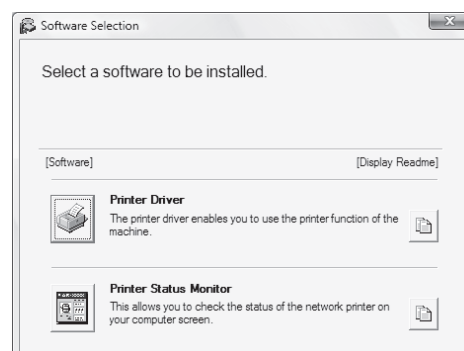 Software Selection
Select a software to be installed.
[Software] [Display Readme]
Printer Driver
The printer driver enables you to use the printer function of the
machine.
Printer Status Monitor
This allows you to check the status of the network printer on
your computer screen.